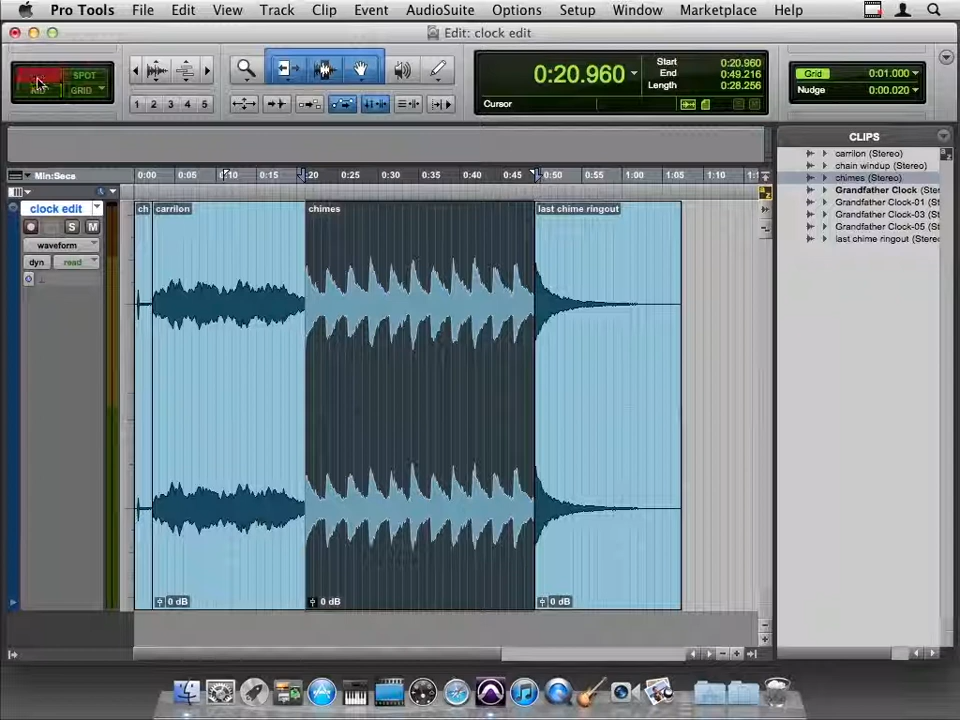 Pro Tools File Edit View Track Clip Event AudioSuite Options Setup Window Marketplace Help
Edit: clock edit
SPOT
GRID
1 2 3 4 5
0:20.960
Start 0:20.960
End 0:49.216
Length 0:28.256
Cursor
Grid 0:01.000
Nudge 0:00.020
CLIPS
carrilon (Stereo)
chain windup (Stereo)
chimes (Stereo)
Grandfather Clock (Ster
Grandfather Clock-01 (St
Grandfather Clock-03 (St
Grandfather Clock-05 (St
last chime ringout (Stereo
Min:Secs 0:00 0:05 0:10 0:15 0:20 0:25 0:30 0:35 0:40 0:45 0:50 0:55 1:00 1:05 1:10
clock edit
S M
waveform
dyn read
ch carrilon chimes last chime ringout
0 dB 0 dB 0 dB